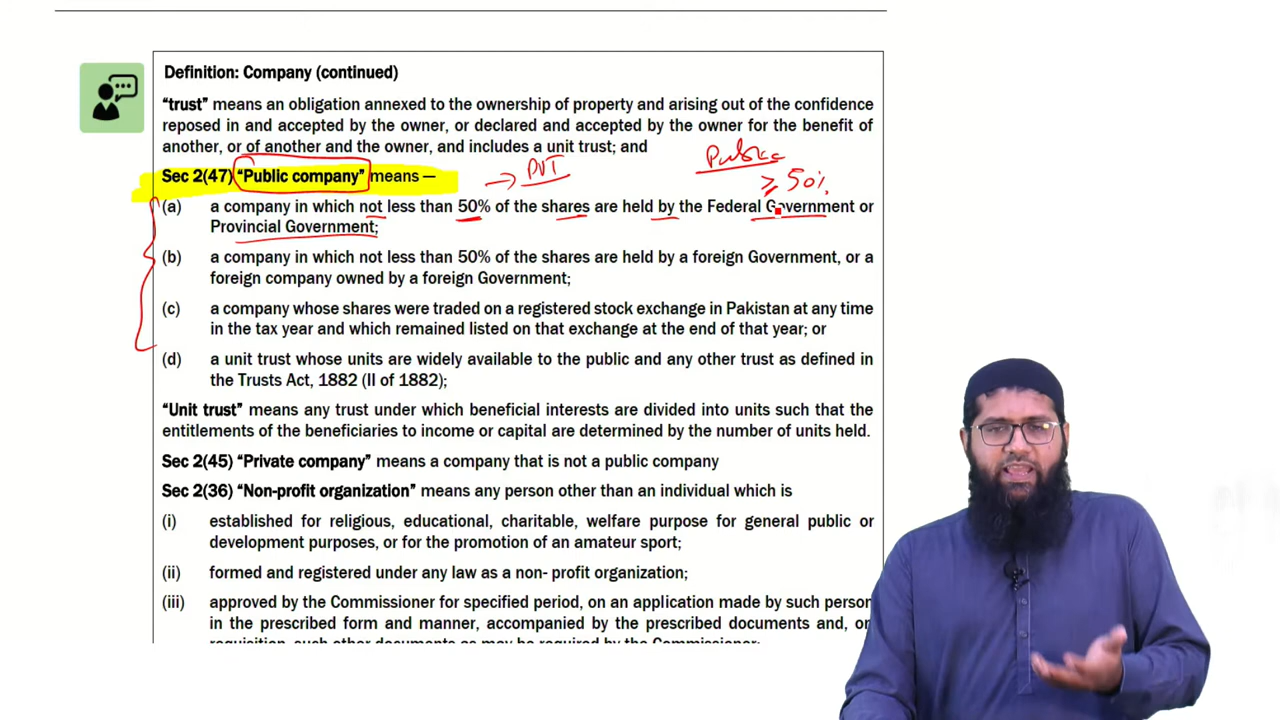 Definition: Company (continued)
“trust” means an obligation annexed to the ownership of property and arising out of the confidence
reposed in and accepted by the owner, or declared and accepted by the owner for the benefit of
another, or of another and the owner, and includes a unit trust; and
Public
PVT
Sec 2(47) “Public company” means —
≥ 50%
(a) a company in which not less than 50% of the shares are held by the Federal Government or
Provincial Government;
(b) a company in which not less than 50% of the shares are held by a foreign Government, or a
foreign company owned by a foreign Government;
(c) a company whose shares were traded on a registered stock exchange in Pakistan at any time
in the tax year and which remained listed on that exchange at the end of that year; or
(d) a unit trust whose units are widely available to the public and any other trust as defined in
the Trusts Act, 1882 (II of 1882);
“Unit trust” means any trust under which beneficial interests are divided into units such that the
entitlements of the beneficiaries to income or capital are determined by the number of units held.
Sec 2(45) “Private company” means a company that is not a public company
Sec 2(36) “Non-profit organization” means any person other than an individual which is
(i) established for religious, educational, charitable, welfare purpose for general public or
development purposes, or for the promotion of an amateur sport;
(ii) formed and registered under any law as a non- profit organization;
(iii) approved by the Commissioner for specified period, on an application made by such person
in the prescribed form and manner, accompanied by the prescribed documents and, on
requisition, such other documents as may be required by the Commissioner;